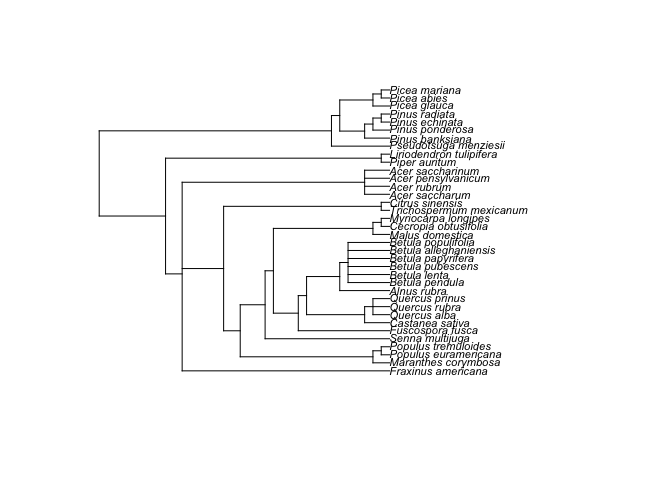 Picea mariana
Picea abies
Picea glauca
Pinus radiata
Pinus echinata
Pinus ponderosa
Pinus banksiana
Pseudotsuga menziesii
Liriodendron tulipifera
Piper auritum
Acer saccharinum
Acer pensylvanicum
Acer rubrum
Acer saccharum
Citrus sinensis
Trichospermum mexicanum
Myriocarpa longipes
Cecropia obtusifolia
Malus domestica
Betula populifolia
Betula alleghaniensis
Betula papyrifera
Betula pubescens
Betula lenta
Betula pendula
Alnus rubra
Quercus prinus
Quercus rubra
Quercus alba
Castanea sativa
Fuscospora fusca
Senna multijuga
Populus tremuloides
Populus euramericana
Maranthes corymbosa
Fraxinus americana